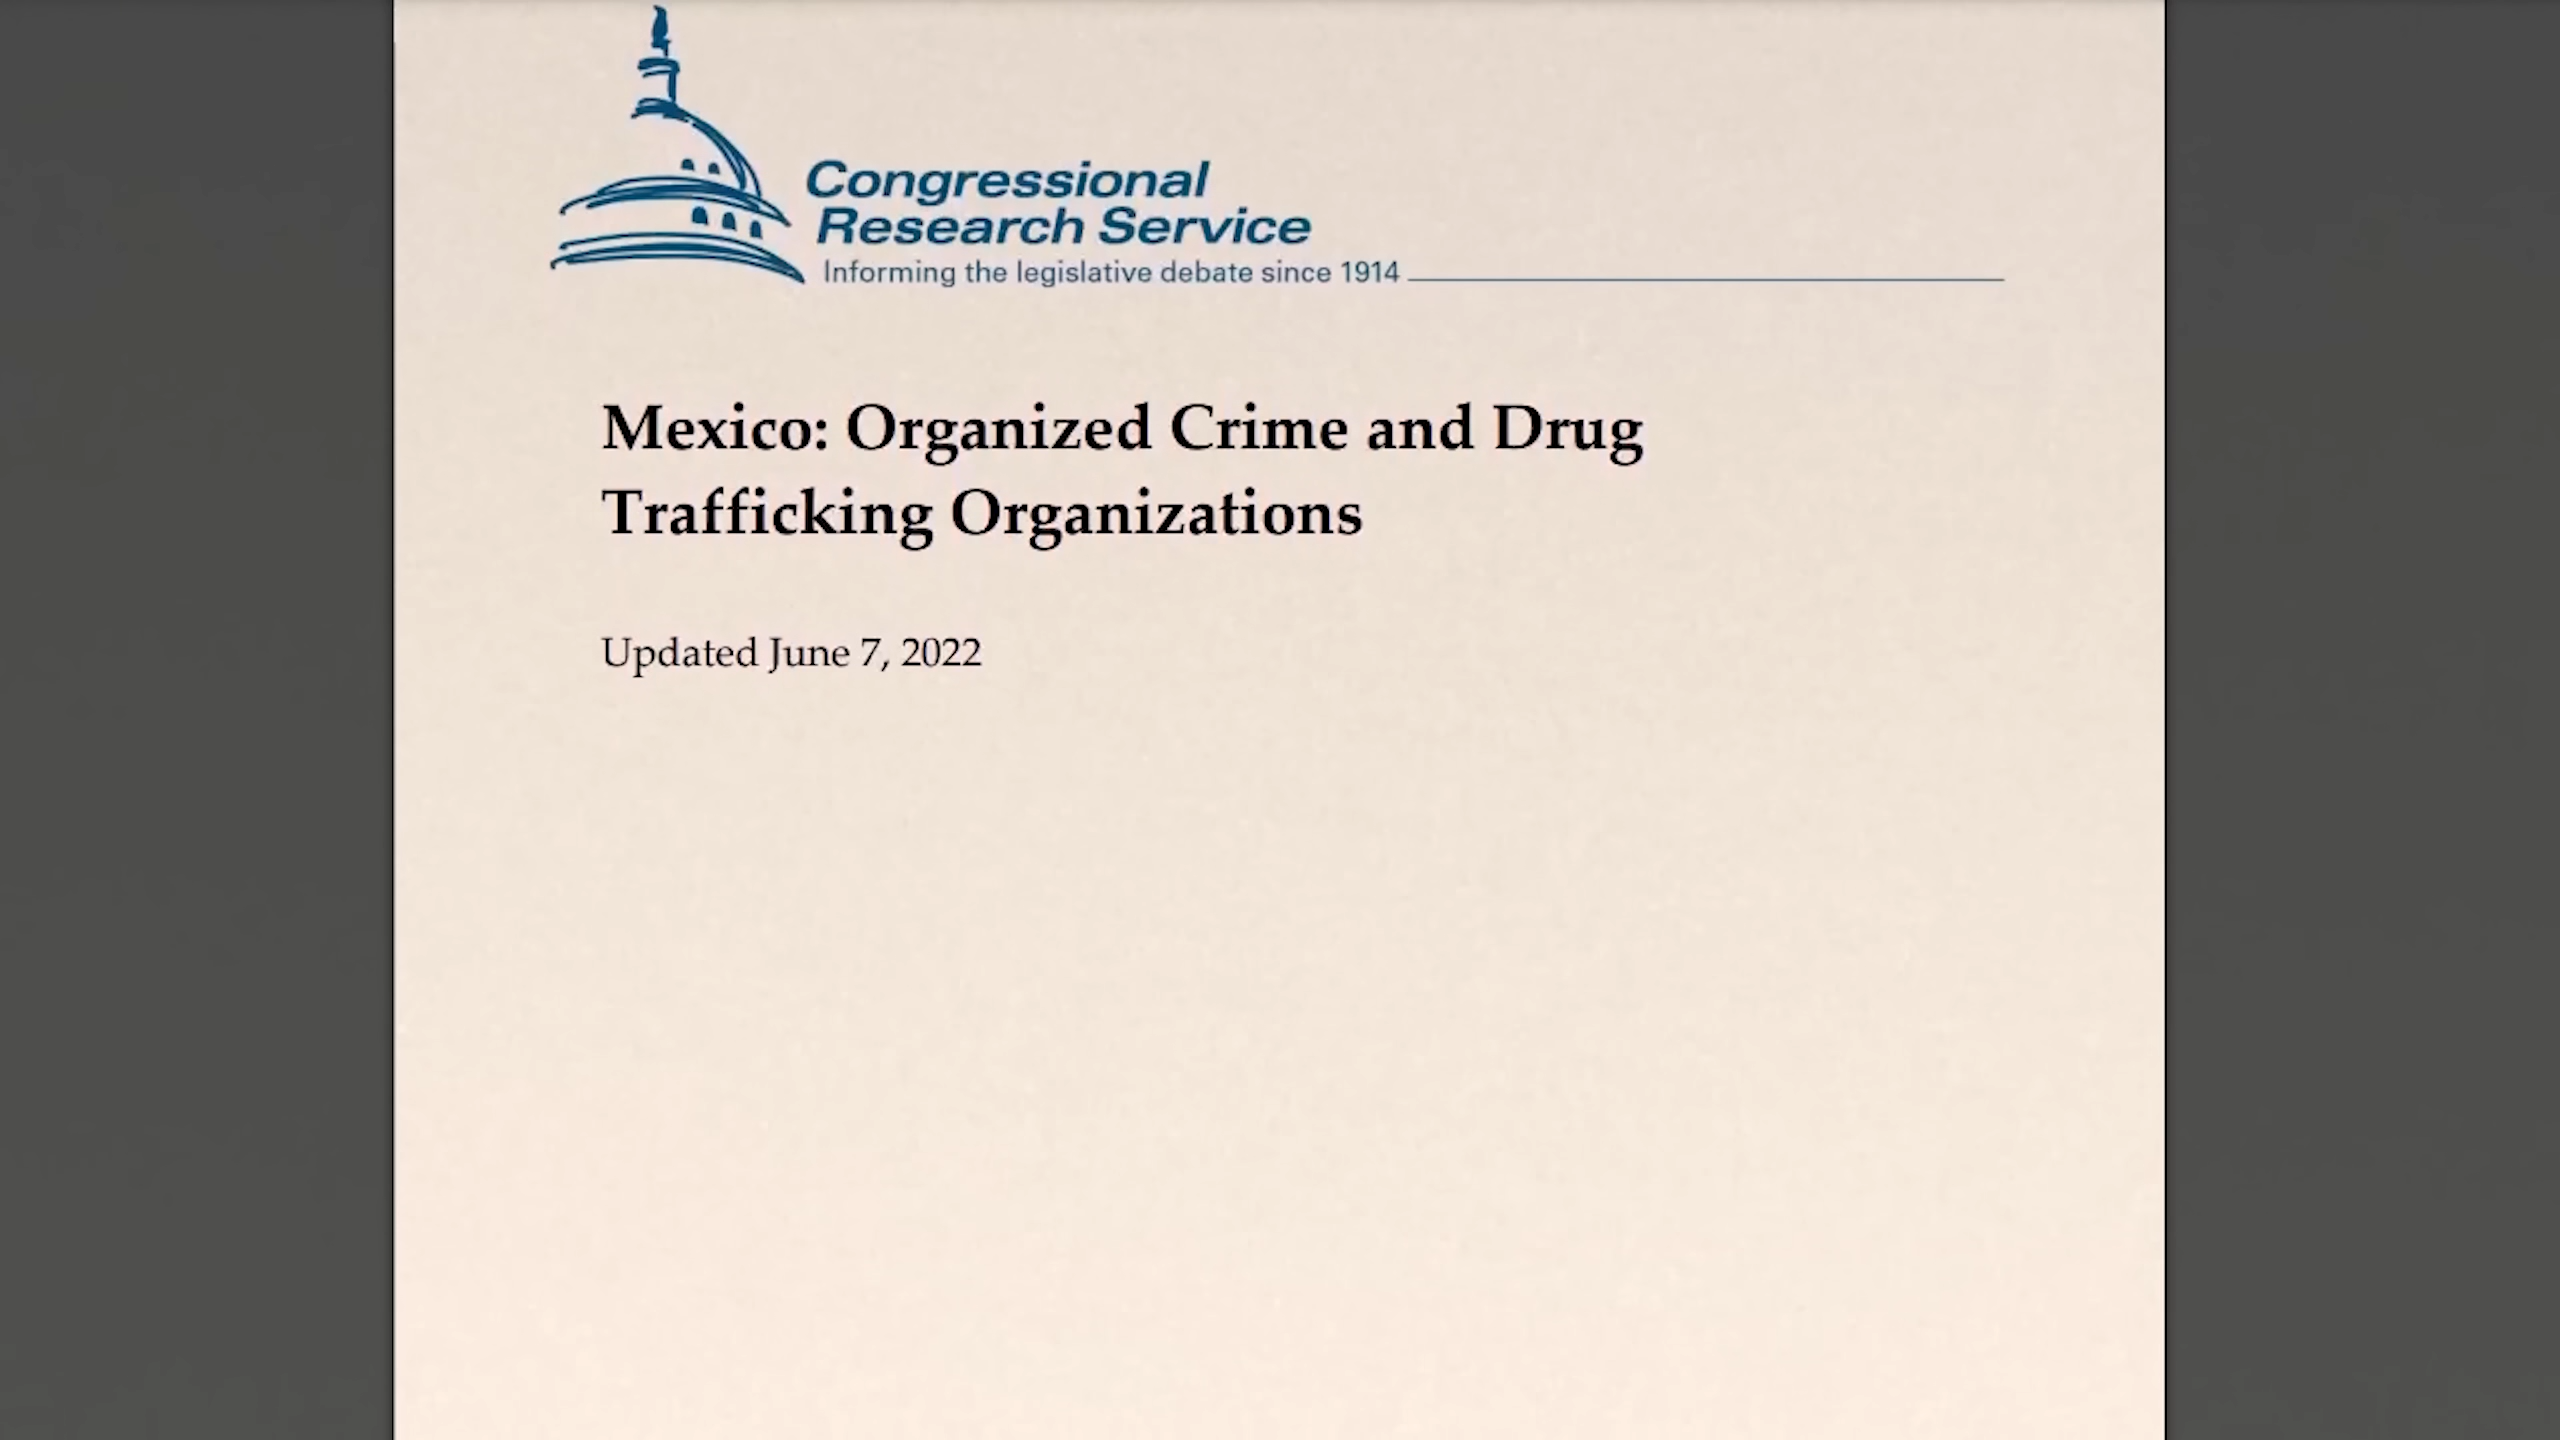 Congressional
Research Service
Informing the legislative debate since 1914
Mexico: Organized Crime and Drug
Trafficking Organizations
Updated June 7, 2022